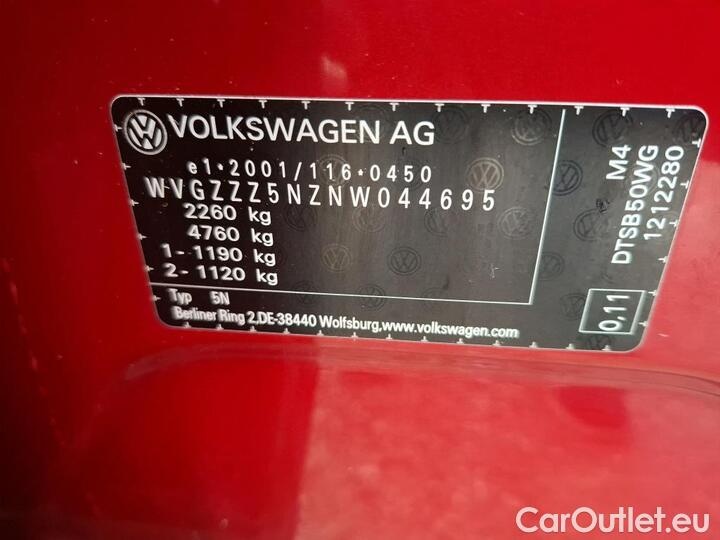 VOLKSWAGEN AG
e1*2001/116*0450
WVGZZZ5NZNW044695
2260 kg
4760 kg
1- 1190 kg
2- 1120 kg
Typ 5N
Berliner Ring 2,DE-38440 Wolfsburg,www.volkswagen.com
M4
DTSB50WG
1212280
0,11
CarOutlet.eu